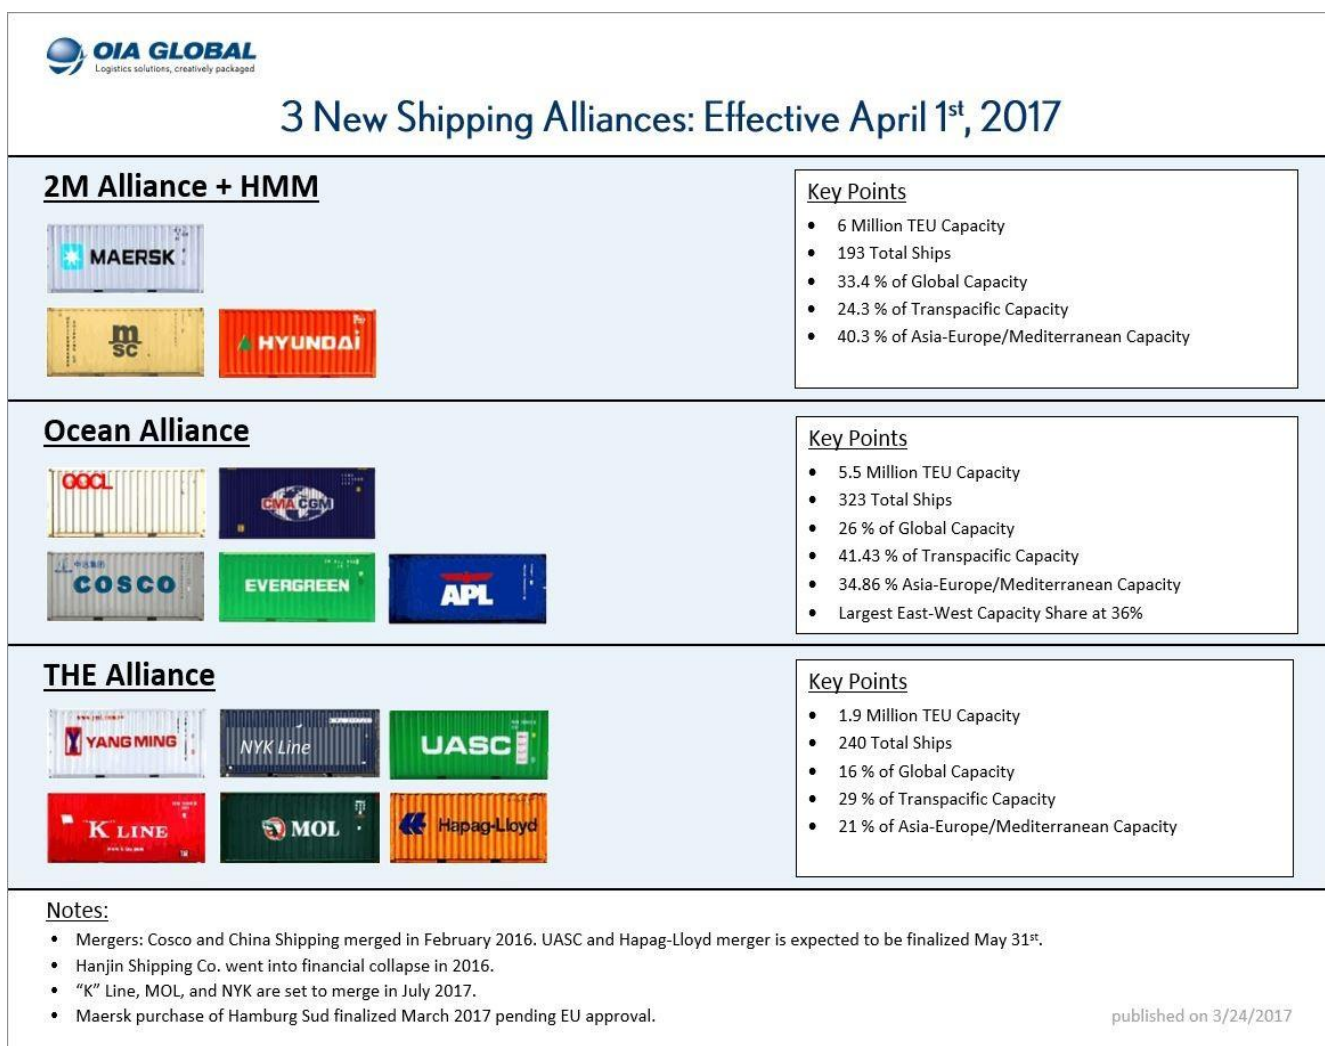 OIA GLOBAL
Logistics solutions, creatively packaged
3 New Shipping Alliances: Effective April 1st, 2017
2M Alliance + HMM
MAERSK
m
sc
HYUNDAI
Key Points
• 6 Million TEU Capacity
• 193 Total Ships
• 33.4 % of Global Capacity
• 24.3 % of Transpacific Capacity
• 40.3 % of Asia-Europe/Mediterranean Capacity
Ocean Alliance
OOCL
CMA CGM
中远集团
COSCO
EVERGREEN
APL
Key Points
• 5.5 Million TEU Capacity
• 323 Total Ships
• 26 % of Global Capacity
• 41.43 % of Transpacific Capacity
• 34.86 % Asia-Europe/Mediterranean Capacity
• Largest East-West Capacity Share at 36%
THE Alliance
YANG MING
NYK Line
UASC
"K" LINE
MOL
Hapag-Lloyd
Key Points
• 1.9 Million TEU Capacity
• 240 Total Ships
• 16 % of Global Capacity
• 29 % of Transpacific Capacity
• 21 % of Asia-Europe/Mediterranean Capacity
Notes:
• Mergers: Cosco and China Shipping merged in February 2016. UASC and Hapag-Lloyd merger is expected to be finalized May 31st.
• Hanjin Shipping Co. went into financial collapse in 2016.
• “K” Line, MOL, and NYK are set to merge in July 2017.
• Maersk purchase of Hamburg Sud finalized March 2017 pending EU approval.
published on 3/24/2017